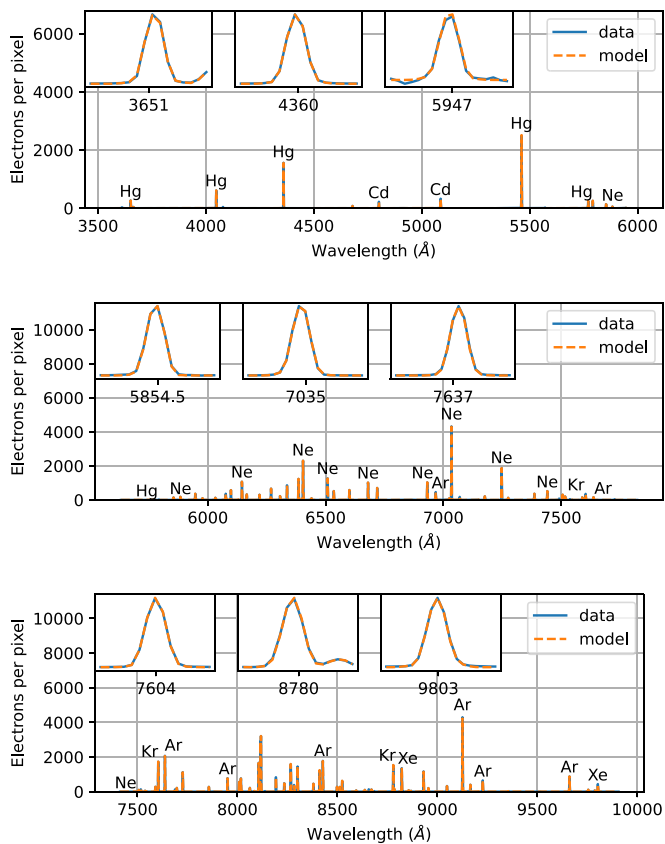 6000
4000
2000
0
Electrons per pixel
3651
4360
5947
data
model
Hg
Hg
Hg
Cd
Cd
Hg
Hg
Ne
3500 4000 4500 5000 5500 6000
Wavelength (Å)
10000
8000
6000
4000
2000
0
Electrons per pixel
5854.5
7035
7637
data
model
Hg
Ne
Ne
Ne
Ne
Ne
Ne
Ar
Ne
Ne
Ne
Kr
Ar
6000 6500 7000 7500
Wavelength (Å)
10000
8000
6000
4000
2000
0
Electrons per pixel
7604
8780
9803
data
model
Ne
Kr
Ar
Ar
Ar
Kr
Xe
Ar
Ar
Ar
Xe
7500 8000 8500 9000 9500 10000
Wavelength (Å)